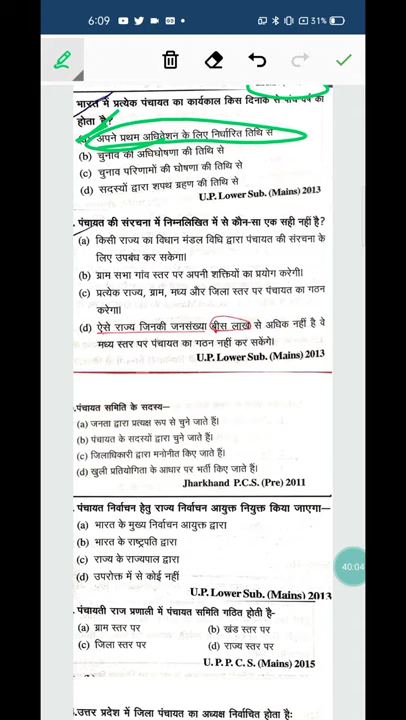 6:09
31%
भारत में प्रत्येक पंचायत का कार्यकाल किस दिनांक से पांच वर्ष का
होता है?
(a) अपने प्रथम अधिवेशन के लिए निर्धारित तिथि से
(b) चुनाव की अधिघोषणा की तिथि से
(c) चुनाव परिणामों की घोषणा की तिथि से
(d) सदस्यों द्वारा शपथ ग्रहण की तिथि से
U.P. Lower Sub. (Mains) 2013
. पंचायत की संरचना में निम्नलिखित में से कौन-सा एक सही नहीं है?
(a) किसी राज्य का विधान मंडल विधि द्वारा पंचायत की संरचना के
लिए उपबंध कर सकेगा।
(b) ग्राम सभा गांव स्तर पर अपनी शक्तियों का प्रयोग करेगी।
(c) प्रत्येक राज्य, ग्राम, मध्य और जिला स्तर पर पंचायत का गठन
करेगा।
(d) ऐसे राज्य जिनकी जनसंख्या बीस लाख से अधिक नहीं है वे
मध्य स्तर पर पंचायत का गठन नहीं कर सकेंगे।
U.P. Lower Sub. (Mains) 2013
.पंचायत समिति के सदस्य–
(a) जनता द्वारा प्रत्यक्ष रूप से चुने जाते हैं।
(b) पंचायत के सदस्यों द्वारा चुने जाते हैं।
(c) जिलाधिकारी द्वारा मनोनीत किए जाते हैं।
(d) खुली प्रतियोगिता के आधार पर भर्ती किए जाते हैं।
Jharkhand P.C.S. (Pre) 2011
. पंचायत निर्वाचन हेतु राज्य निर्वाचन आयुक्त नियुक्त किया जाएगा–
(a) भारत के मुख्य निर्वाचन आयुक्त द्वारा
(b) भारत के राष्ट्रपति द्वारा
(c) राज्य के राज्यपाल द्वारा
40:04
(d) उपरोक्त में से कोई नहीं
U.P. Lower Sub. (Mains) 2013
. पंचायती राज प्रणाली में पंचायत समिति गठित होती है-
(a) ग्राम स्तर पर (b) खंड स्तर पर
(c) जिला स्तर पर (d) राज्य स्तर पर
U. P. P. C. S. (Mains) 2015
.उत्तर प्रदेश में जिला पंचायत का अध्यक्ष निर्वाचित होता है: